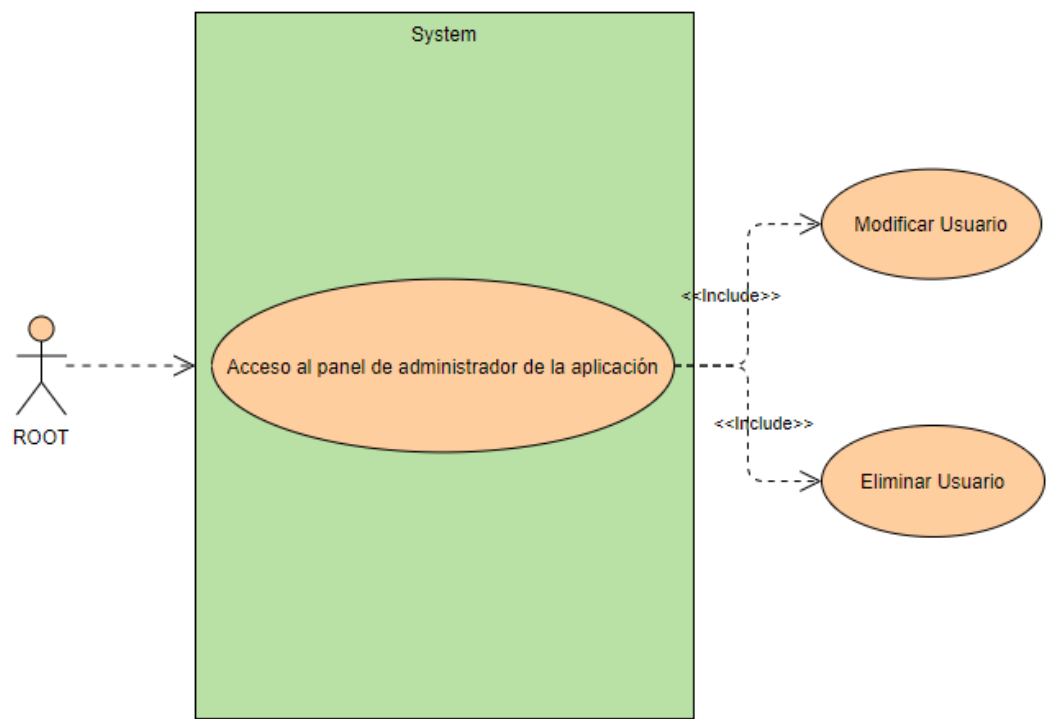 System
Modificar Usuario
<<Include>>
Acceso al panel de administrador de la aplicación
ROOT
<<Include>>
Eliminar Usuario